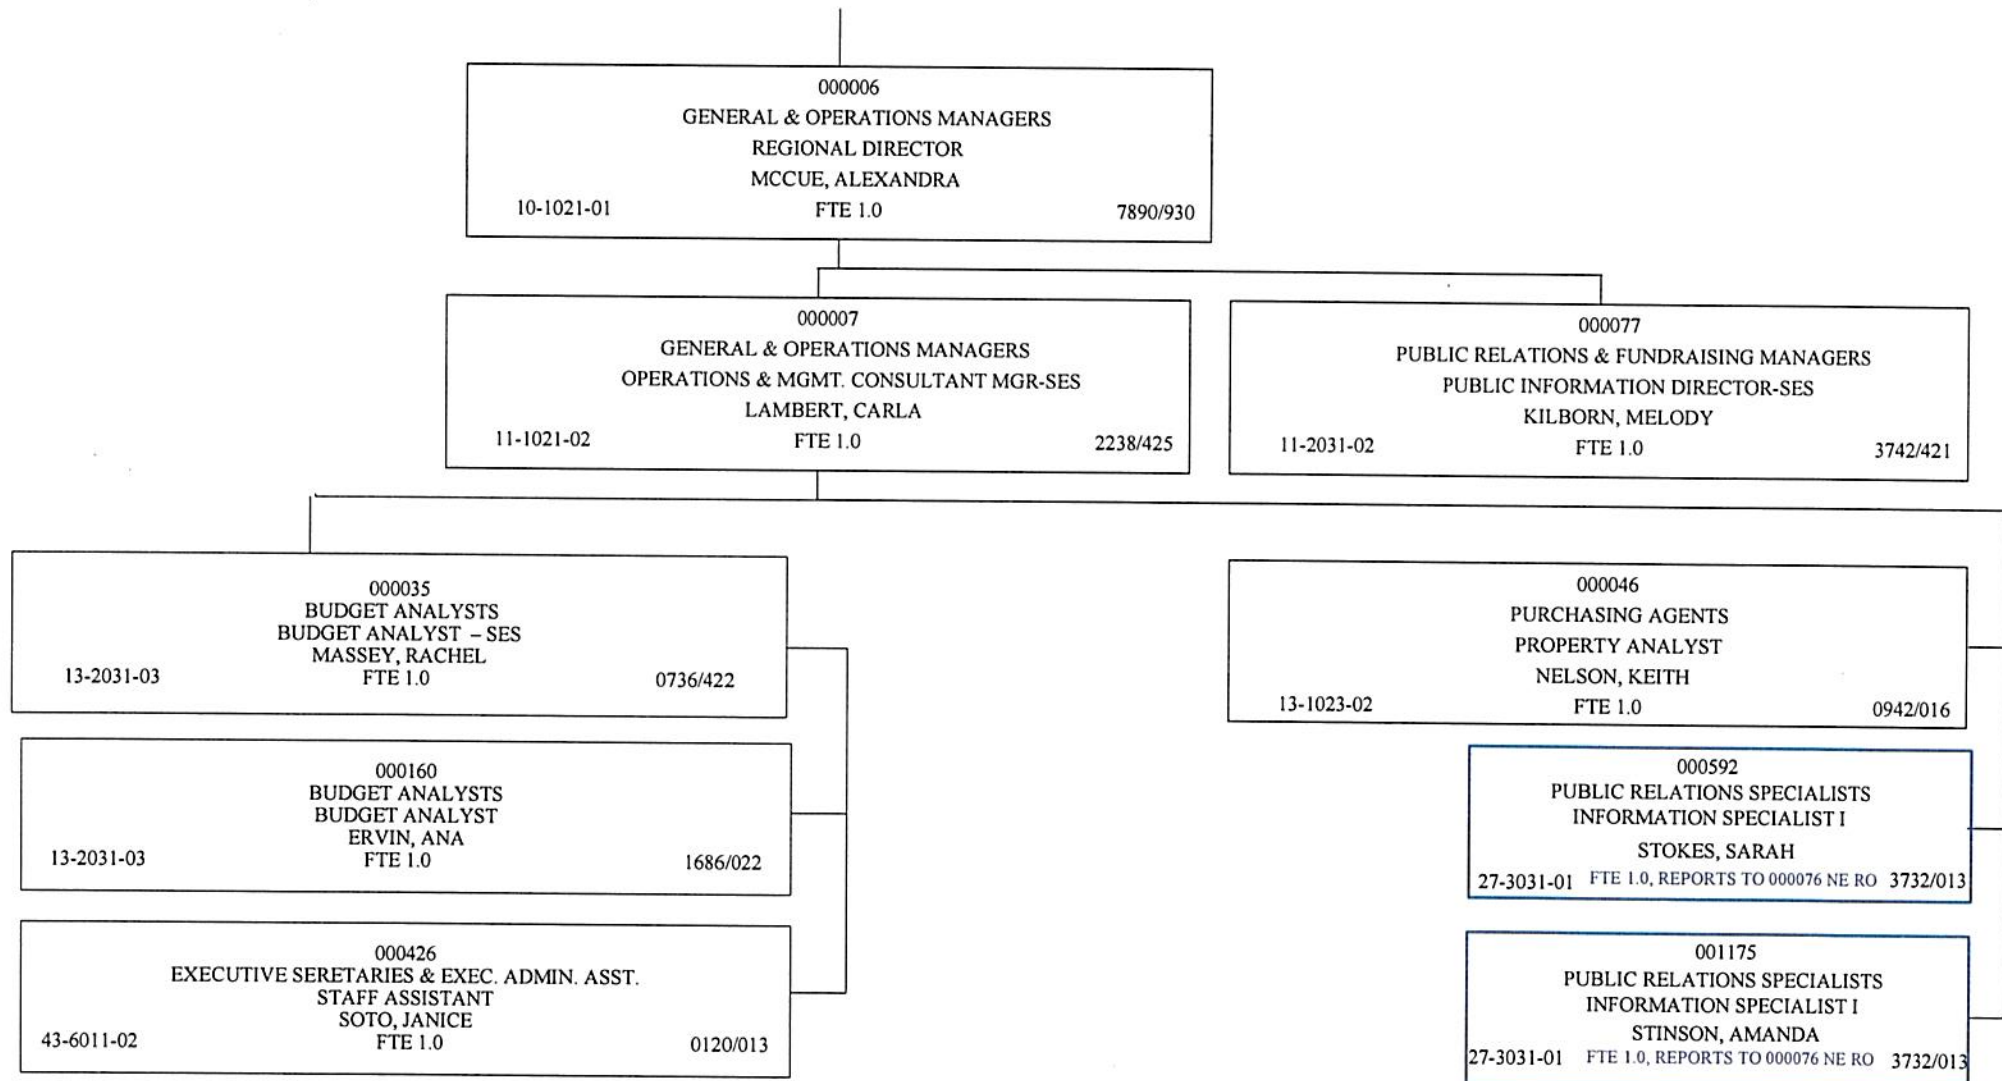 000006
GENERAL & OPERATIONS MANAGERS
REGIONAL DIRECTOR
MCCUE, ALEXANDRA
10-1021-01 FTE 1.0 7890/930
000007
GENERAL & OPERATIONS MANAGERS
OPERATIONS & MGMT. CONSULTANT MGR-SES
LAMBERT, CARLA
11-1021-02 FTE 1.0 2238/425
000077
PUBLIC RELATIONS & FUNDRAISING MANAGERS
PUBLIC INFORMATION DIRECTOR-SES
KILBORN, MELODY
11-2031-02 FTE 1.0 3742/421
000035
BUDGET ANALYSTS
BUDGET ANALYST – SES
MASSEY, RACHEL
13-2031-03 FTE 1.0 0736/422
000160
BUDGET ANALYSTS
BUDGET ANALYST
ERVIN, ANA
13-2031-03 FTE 1.0 1686/022
000426
EXECUTIVE SERETARIES & EXEC. ADMIN. ASST.
STAFF ASSISTANT
SOTO, JANICE
43-6011-02 FTE 1.0 0120/013
000046
PURCHASING AGENTS
PROPERTY ANALYST
NELSON, KEITH
13-1023-02 FTE 1.0 0942/016
000592
PUBLIC RELATIONS SPECIALISTS
INFORMATION SPECIALIST I
STOKES, SARAH
27-3031-01 FTE 1.0, REPORTS TO 000076 NE RO 3732/013
001175
PUBLIC RELATIONS SPECIALISTS
INFORMATION SPECIALIST I
STINSON, AMANDA
27-3031-01 FTE 1.0, REPORTS TO 000076 NE RO 3732/013